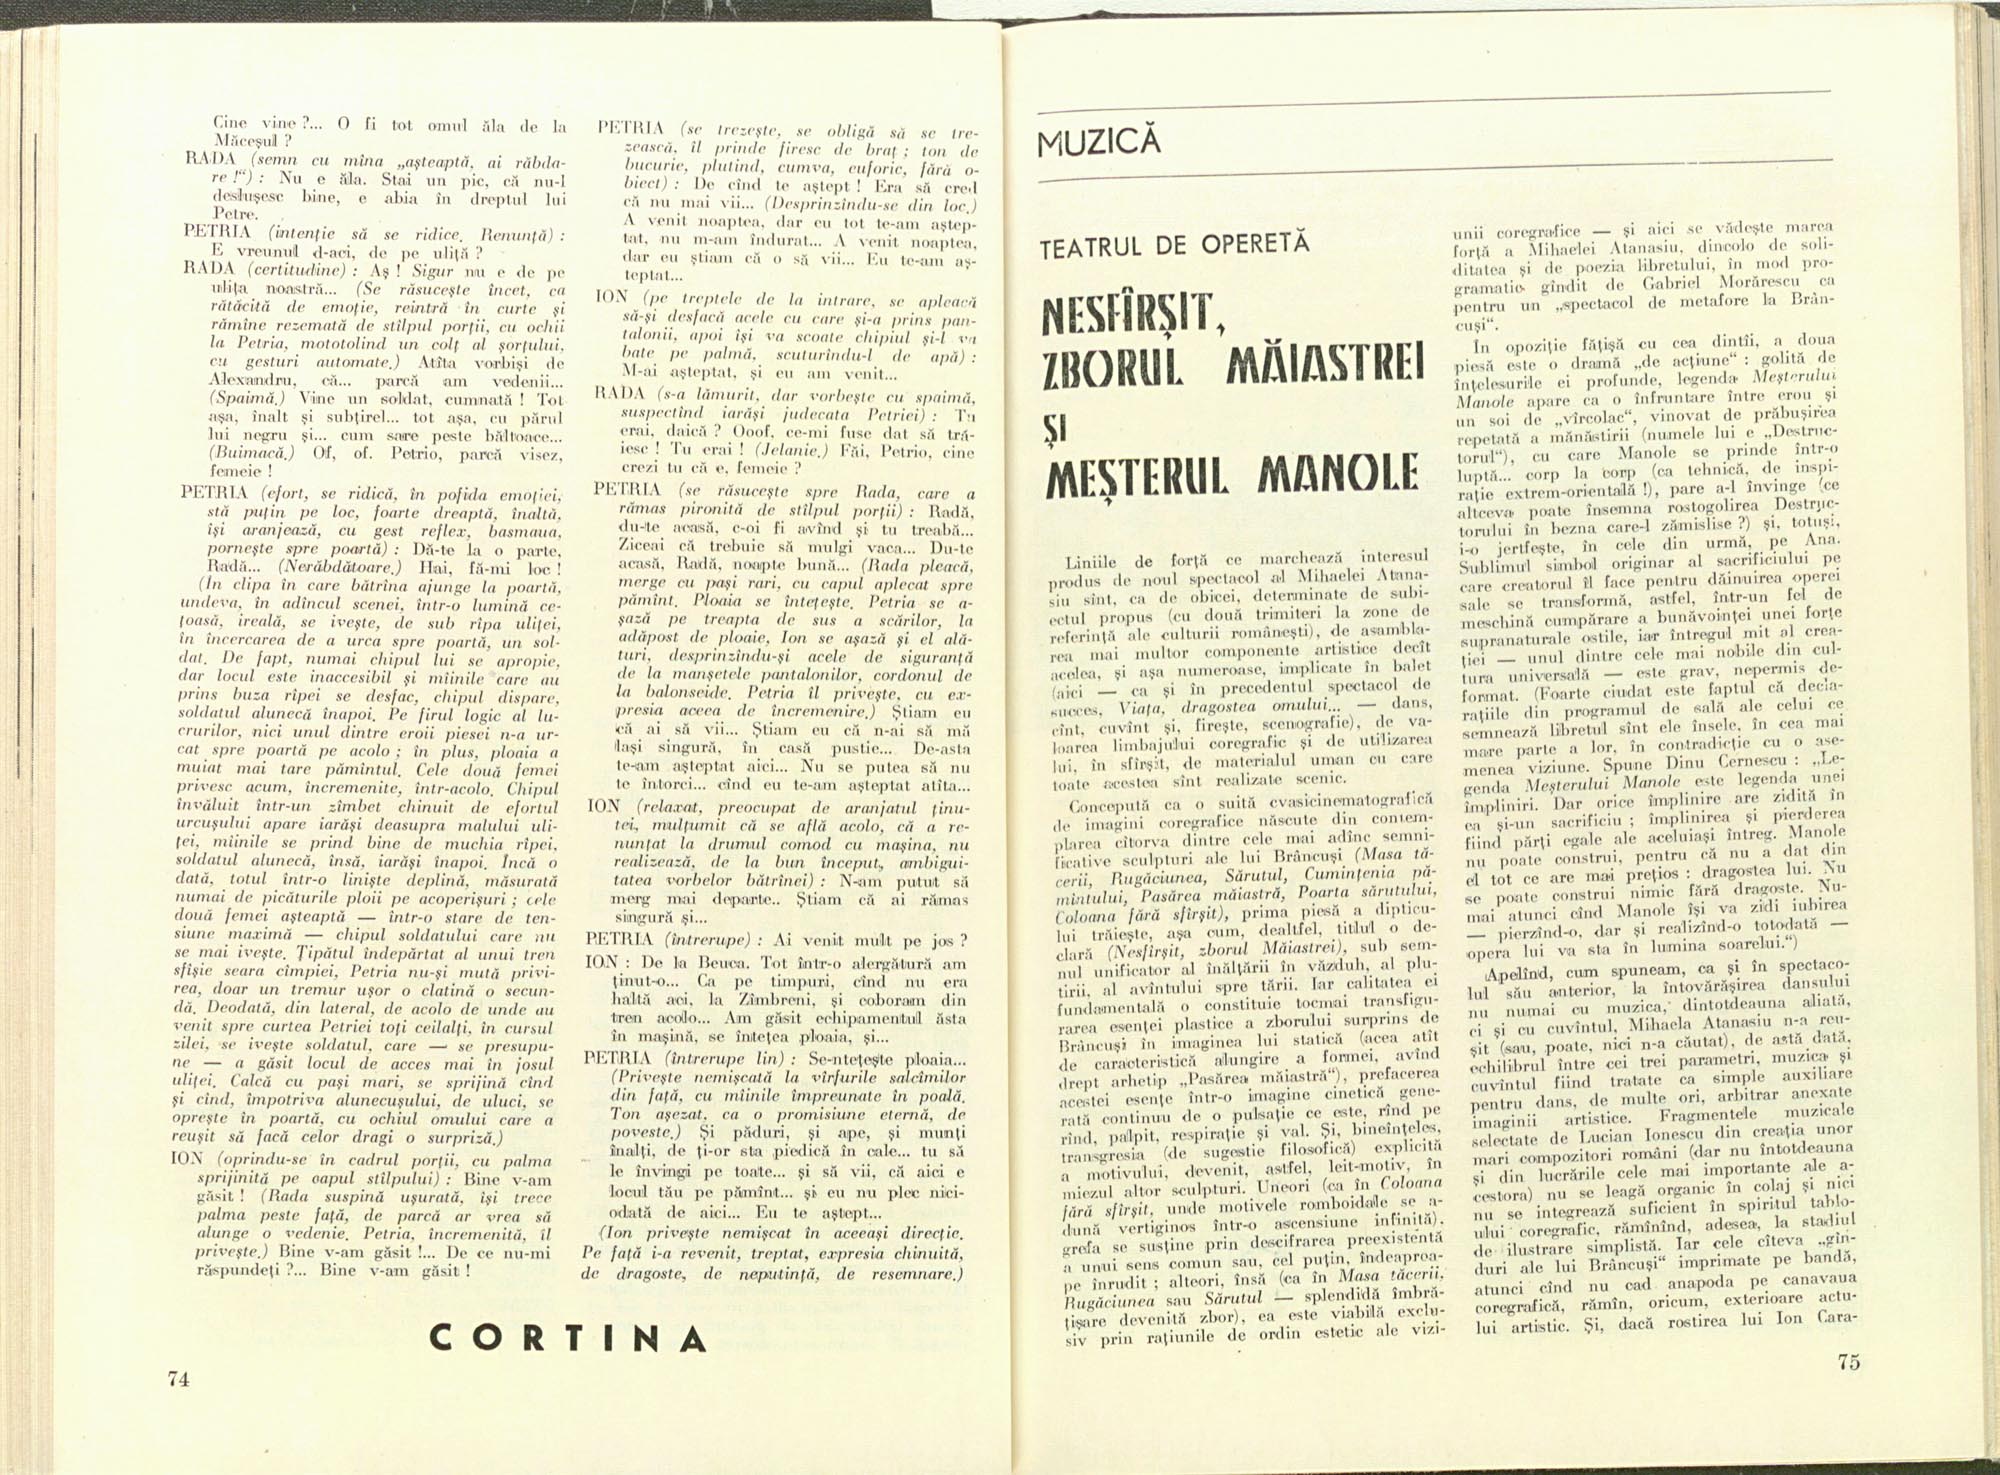 Cine vine ?... O fi tot omul ăla de la
Măceșul ?
RADA (semn cu mîna „așteaptă, ai răbda-
re !“) : Nu e ăla. Stai un pic, că nu-l
deslușesc bine, e abia în dreptul lui
Petre.
PETRIA (intenție să se ridice. Renunță) :
E vreunul d-aci, de pe uliță ?
RADA (certitudine) : Aș ! Sigur nu e de pe
ulița noastră... (Se răsucește încet, ca
rătăcită de emoție, reintră în curte și
rămîne rezemată de stîlpul porții, cu ochii
la Petria, mototolind un colț al șorțului,
cu gesturi automate.) Atîta vorbiși de
Alexandru, că... parcă am vedenii...
(Spaimă.) Vine un soldat, cumnată ! Tot
așa, înalt și subțirel... tot așa, cu părul
lui negru și... cum sare peste băltoace...
(Buimacă.) Of, of. Petrio, parcă visez,
femeie !
PETRIA (efort, se ridică, în pofida emoției,
stă puțin pe loc, foarte dreaptă, înaltă,
își aranjează, cu gest reflex, basmaua,
pornește spre poartă) : Dă-te la o parte,
Radă... (Nerăbdătoare.) Hai, fă-mi loc !
(In clipa în care bătrîna ajunge la poartă,
undeva, în adîncul scenei, într-o lumină ce-
țoasă, ireală, se ivește, de sub rîpa uliței,
în încercarea de a urca spre poartă, un sol-
dat. De fapt, numai chipul lui se apropie,
dar locul este inaccesibil și mîinile care au
prins buza rîpei se desfac, chipul dispare,
soldatul alunecă înapoi. Pe firul logic al lu-
crurilor, nici unul dintre eroii piesei n-a ur-
cat spre poartă pe acolo ; în plus, ploaia a
muiat mai tare pămîntul. Cele două femei
privesc acum, încremenite, într-acolo. Chipul
învăluit într-un zîmbet chinuit de efortul
urcușului apare iarăși deasupra malului uli-
ței, mîinile se prind bine de muchia rîpei,
soldatul alunecă, însă, iarăși înapoi. Incă o
dată, totul într-o liniște deplină, măsurată
numai de picăturile ploii pe acoperișuri ; cele
două femei așteaptă — într-o stare de ten-
siune maximă — chipul soldatului care nu
se mai ivește. Țipătul îndepărtat al unui tren
sfîșie seara cîmpiei, Petria nu-și mută privi-
rea, doar un tremur ușor o clatină o secun-
dă. Deodată, din lateral, de acolo de unde au
venit spre curtea Petriei toți ceilalți, în cursul
zilei, se ivește soldatul, care — se presupu-
ne — a găsit locul de acces mai în josul
uliței. Calcă cu pași mari, se sprijină cînd
și cînd, împotriva alunecușului, de uluci, se
oprește în poartă, cu ochiul omului care a
reușit să facă celor dragi o surpriză.)
ION (oprindu-se în cadrul porții, cu palma
sprijinită pe capul stîlpului) : Bine v-am
găsit ! (Rada suspină ușurată, își trece
palma peste față, de parcă ar vrea să
alunge o vedenie. Petria, încremenită, îl
privește.) Bine v-am găsit !... De ce nu-mi
răspundeți ?... Bine v-am găsit !
PETRIA (se trezește, se obligă să se tre-
zească, îl prinde firesc de braț ; ton de
bucurie, plutind, cumva, euforic, fără o-
biect) : De cînd te aștept ! Era să cred
că nu mai vii... (Desprinzîndu-se din loc.)
A venit noaptea, dar eu tot te-am aștep-
tat, nu m-am îndurat... A venit noaptea,
dar eu știam că o să vii... Eu te-am aș-
teptat...
ION (pe treptele de la intrare, se apleacă
să-și desfacă acele cu care și-a prins pan-
talonii, apoi își va scoate chipiul și-l va
bate pe palmă, scuturîndu-l de apă) :
M-ai așteptat, și eu am venit...
RADA (s-a lămurit, dar vorbește cu spaimă,
suspectînd iarăși judecata Petriei) : Tu
erai, daică ? Ooof, ce-mi fuse dat să tră-
iesc ! Tu erai ! (Jelanie.) Făi, Petrio, cine
crezi tu că e, femeie ?
PETRIA (se răsucește spre Rada, care a
rămas pironită de stîlpul porții) : Radă,
du-te acasă, c-oi fi avînd și tu treabă...
Ziceai că trebuie să mulgi vaca... Du-te
acasă, Radă, noapte bună... (Rada pleacă,
merge cu pași rari, cu capul aplecat spre
pămînt. Ploaia se întețește. Petria se a-
șază pe treapta de sus a scărilor, la
adăpost de ploaie, Ion se așază și el ală-
turi, desprinzîndu-și acele de siguranță
de la manșetele pantalonilor, cordonul de
la balonseide. Petria îl privește, cu ex-
presia aceea de încremenire.) Știam eu
că ai să vii... Știam eu că n-ai să mă
lași singură, în casă pustie... De-asta
te-am așteptat aici... Nu se putea să nu
te întorci... cînd eu te-am așteptat atîta...
ION (relaxat, preocupat de aranjatul ținu-
tei, mulțumit că se află acolo, că a re-
nunțat la drumul comod cu mașina, nu
realizează, de la bun început, ambigui-
tatea vorbelor bătrînei) : N-am putut să
merg mai departe.. Știam că ai rămas
singură și...
PETRIA (întrerupe) : Ai venit mult pe jos ?
ION : De la Beuca. Tot într-o alergătură am
ținut-o... Ca pe timpuri, cînd nu era
haltă aci, la Zîmbreni, și coboram din
tren acolo... Am găsit echipamentul ăsta
în mașină, se întețea ploaia, și...
PETRIA (întrerupe lin) : Se-ntețește ploaia...
(Privește nemișcată la vîrfurile salcîmilor
din față, cu mîinile împreunate în poală.
Ton așezat, ca o promisiune eternă, de
poveste.) Și păduri, și ape, și munți
înalți, de ți-or sta piedică în cale... tu să
le învingi pe toate... și să vii, că aici e
locul tău pe pămînt... și eu nu plec nici-
odată de aici... Eu te aștept...
(Ion privește nemișcat în aceeași direcție.
Pe față i-a revenit, treptat, expresia chinuită,
de dragoste, de neputință, de resemnare.)
CORTINA
74
MUZICĂ
TEATRUL DE OPERETĂ
NESFÎRȘIT,
ZBORUL MĂIASTREI
ȘI
MEȘTERUL MANOLE
Liniile de forță ce marchează interesul
produs de noul spectacol al Mihaelei Atana-
siu sînt, ca de obicei, determinate de subi-
ectul propus (cu două trimiteri la zone de
referință ale culturii românești), de asambla-
rea mai multor componente artistice decît
acelea, și așa numeroase, implicate în balet
(aici — ca și în precedentul spectacol de
succes, Viața, dragostea omului... — dans,
cînt, cuvînt și, firește, scenografie), de va-
loarea limbajului coregrafic și de utilizarea
lui, în sfîrșit, de materialul uman cu care
toate acestea sînt realizate scenic.
Concepută ca o suită cvasicinematografică
de imagini coregrafice născute din contem-
plarea cîtorva dintre cele mai adînc semni-
ficative sculpturi ale lui Brâncuși (Masa tă-
cerii, Rugăciunea, Sărutul, Cumințenia pă-
mîntului, Pasărea măiastră, Poarta sărutului,
Coloana fără sfîrșit), prima piesă a dipticu-
lui trăiește, așa cum, dealtfel, titlul o de-
clară (Nesfîrșit, zborul Măiastrei), sub sem-
nul unificator al înălțării în văzduh, al plu-
tirii, al avîntului spre tării. Iar calitatea ei
fundamentală o constituie tocmai transfigu-
rarea esenței plastice a zborului surprins de
Brâncuși în imaginea lui statică (acea atît
de caracteristică alungire a formei, avînd
drept arhetip „Pasărea măiastră“), prefacerea
acestei esențe într-o imagine cinetică gene-
rată continuu de o pulsație ce este, rînd pe
rînd, palpit, respirație și val. Și, bineînțeles,
transgresia (de sugestie filosofică) explicită
a motivului, devenit, astfel, leit-motiv, în
miezul altor sculpturi. Uneori (ca în Coloana
fără sfîrșit, unde motivele romboidale se a-
dună vertiginos într-o ascensiune infinită),
grefa se susține prin descifrarea preexistentă
a unui sens comun sau, cel puțin, îndeaproa-
pe înrudit ; alteori, însă (ca în Masa tăcerii,
Rugăciunea sau Sărutul — splendidă îmbră-
țișare devenită zbor), ea este viabilă exclu-
siv prin rațiunile de ordin estetic ale vizi-
unii coregrafice — și aici se vădește marea
forță a Mihaelei Atanasiu, dincolo de soli-
ditatea și de poezia libretului, în mod pro-
gramatic gîndit de Gabriel Morărescu ca
pentru un „spectacol de metafore la Brân-
cuși“.
In opoziție fățișă cu cea dintîi, a doua
piesă este o dramă „de acțiune“ : golită de
înțelesurile ei profunde, legenda Meșterului
Manole apare ca o înfruntare între erou și
un soi de „vîrcolac“, vinovat de prăbușirea
repetată a mănăstirii (numele lui e „Destruc-
torul“), cu care Manole se prinde într-o
luptă... corp la corp (ca tehnică, de inspi-
rație extrem-orientală !), pare a-l învinge (ce
altceva poate însemna rostogolirea Destruc-
torului în bezna care-l zămislise ?) și, totuși,
i-o jertfește, în cele din urmă, pe Ana.
Sublimul simbol originar al sacrificiului pe
care creatorul îl face pentru dăinuirea operei
sale se transformă, astfel, într-un fel de
meschină cumpărare a bunăvoinței unei forțe
supranaturale ostile, iar întregul mit al crea-
ției — unul dintre cele mai nobile din cul-
tura universală — este grav, nepermis de-
format. (Foarte ciudat este faptul că decla-
rațiile din programul de sală ale celui ce
semnează libretul sînt ele însele, în cea mai
mare parte a lor, în contradicție cu o ase-
menea viziune. Spune Dinu Cernescu : „Le-
genda Meșterului Manole este legenda unei
împliniri. Dar orice împlinire are zidită în
ea și-un sacrificiu ; împlinirea și pierderea
fiind părți egale ale aceluiași întreg. Manole
nu poate construi, pentru că nu a dat din
el tot ce are mai prețios : dragostea lui. Nu
se poate construi nimic fără dragoste. Nu-
mai atunci cînd Manole își va zidi iubirea
— pierzînd-o, dar și realizînd-o totodată —
opera lui va sta în lumina soarelui.“)
Apelînd, cum spuneam, ca și în spectaco-
lul său anterior, la întovărășirea dansului
nu numai cu muzica, dintotdeauna aliată,
ci și cu cuvîntul, Mihaela Atanasiu n-a reu-
șit (sau, poate, nici n-a căutat), de astă dată,
echilibrul între cei trei parametri, muzica și
cuvîntul fiind tratate ca simple auxiliare
pentru dans, de multe ori, arbitrar anexate
imaginii artistice. Fragmentele muzicale
selectate de Lucian Ionescu din creația unor
mari compozitori români (dar nu întotdeauna
și din lucrările cele mai importante ale a-
cestora) nu se leagă organic în colaj și nici
nu se integrează suficient în spiritul tablo-
ului coregrafic, rămînînd, adesea, la stadiul
de ilustrare simplistă. Iar cele cîteva „gîn-
duri ale lui Brâncuși“ imprimate pe bandă,
atunci cînd nu cad anapoda pe canavaua
coregrafică, rămîn, oricum, exterioare actu-
lui artistic. Și, dacă rostirea lui Ion Cara-
75